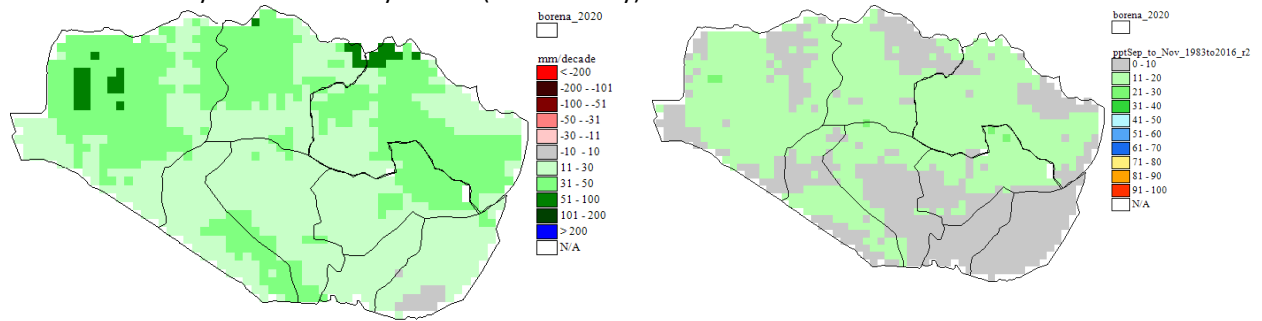 borena_2020
mm/decade
< -200
-200 - -101
-100 - -51
-50 - -31
-30 - -11
-10 - 10
11 - 30
31 - 50
51 - 100
101 - 200
> 200
N/A
borena_2020
pptSep_to_Nov_1983to2016_r2
0 - 10
11 - 20
21 - 30
31 - 40
41 - 50
51 - 60
61 - 70
71 - 80
81 - 90
91 - 100
N/A